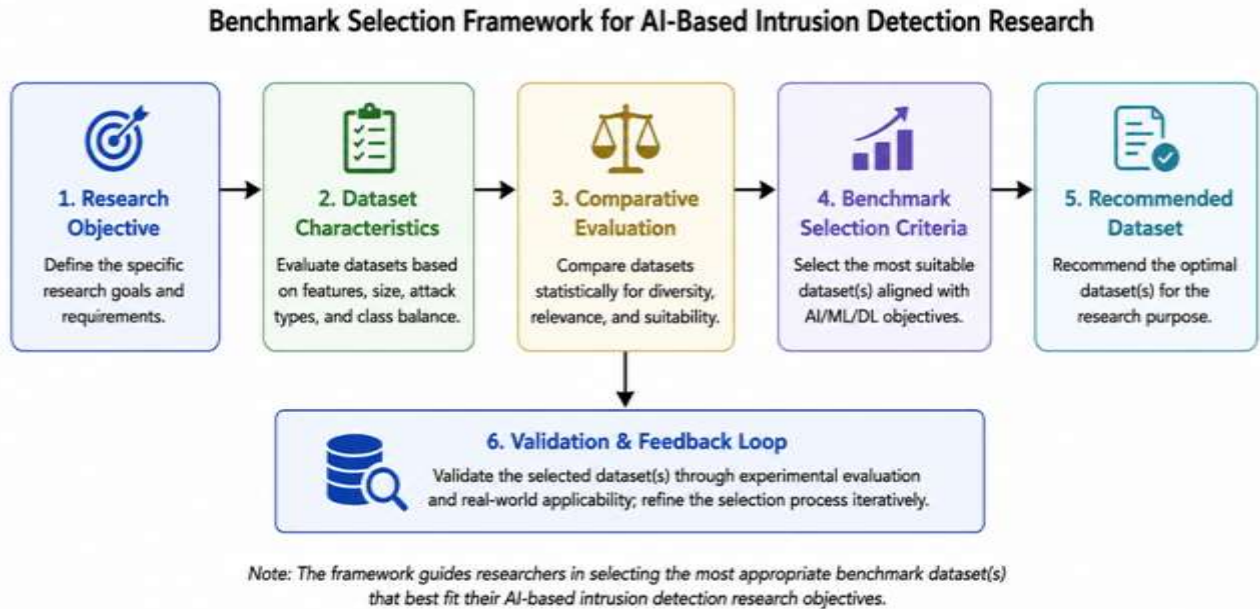 Benchmark Selection Framework for AI-Based Intrusion Detection Research
1. Research
Objective
Define the specific
research goals and
requirements.
2. Dataset
Characteristics
Evaluate datasets based
on features, size, attack
types, and class balance.
3. Comparative
Evaluation
Compare datasets
statistically for diversity,
relevance, and suitability.
4. Benchmark
Selection Criteria
Select the most suitable
dataset(s) aligned with
AI/ML/DL objectives.
5. Recommended
Dataset
Recommend the optimal
dataset(s) for the
research purpose.
6. Validation & Feedback Loop
Validate the selected dataset(s) through experimental evaluation
and real-world applicability; refine the selection process iteratively.
Note: The framework guides researchers in selecting the most appropriate benchmark dataset(s)
that best fit their AI-based intrusion detection research objectives.